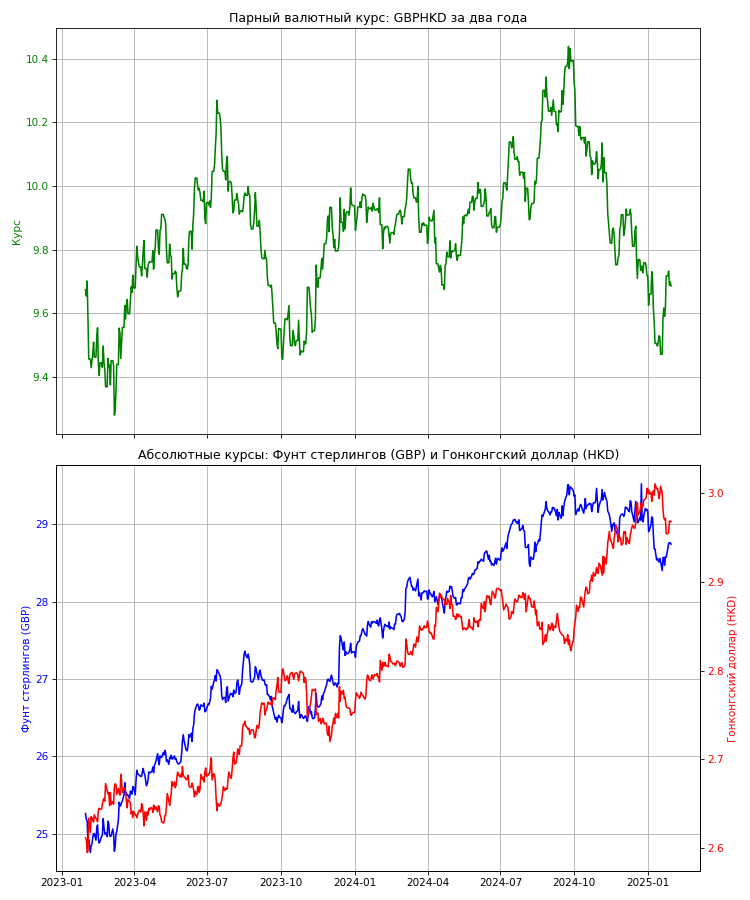 Парный валютный курс: GBPHKD за два года
10.4
10.2
10.0
9.8
9.6
9.4
Курс
Абсолютные курсы: Фунт стерлингов (GBP) и Гонконгский доллар (HKD)
29
28
27
26
25
Фунт стерлингов (GBP)
3.0
2.9
2.8
2.7
2.6
Гонконгский доллар (HKD)
2023-01 2023-04 2023-07 2023-10 2024-01 2024-04 2024-07 2024-10 2025-01